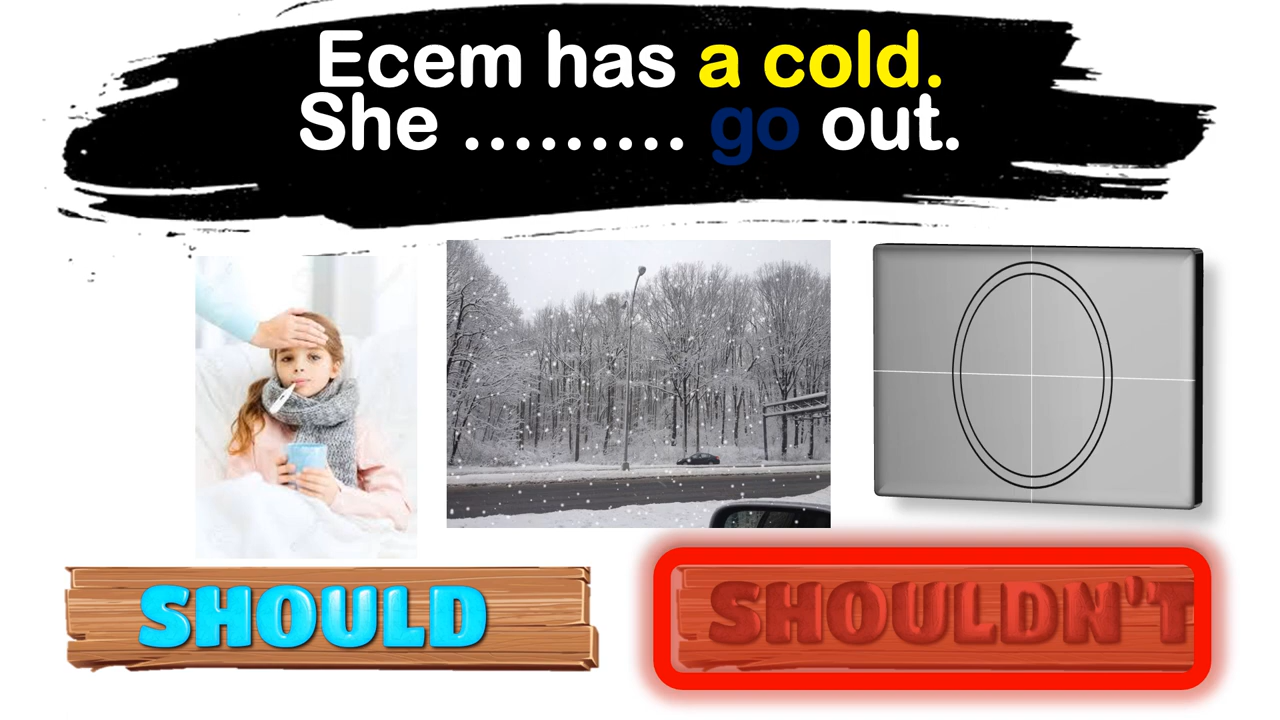 Ecem has a cold.
She ......... go out.
SHOULD
SHOULDN'T